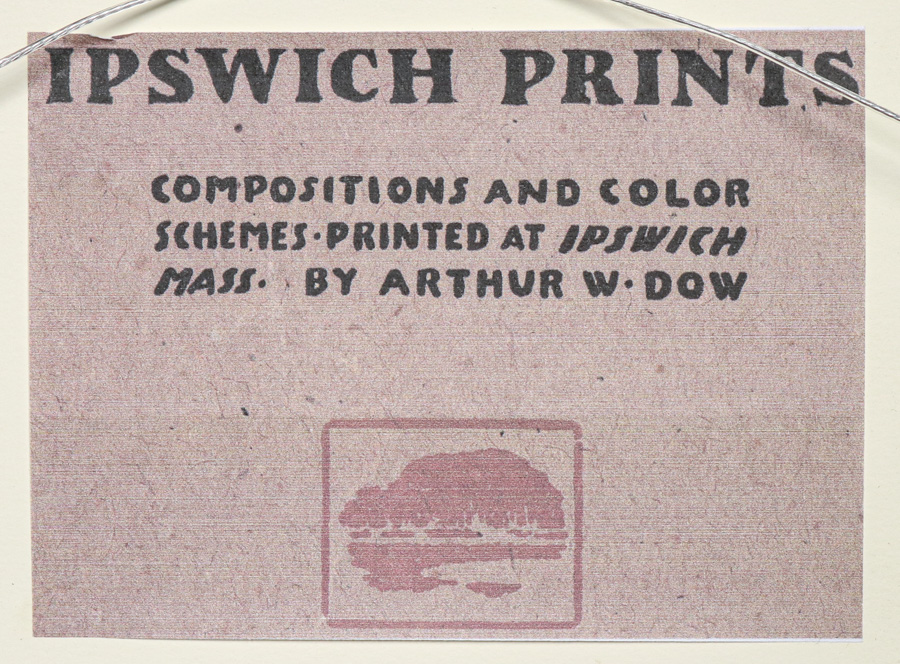 IPSWICH PRINTS
COMPOSITIONS AND COLOR
SCHEMES·PRINTED AT IPSWICH
MASS· BY ARTHUR W·DOW